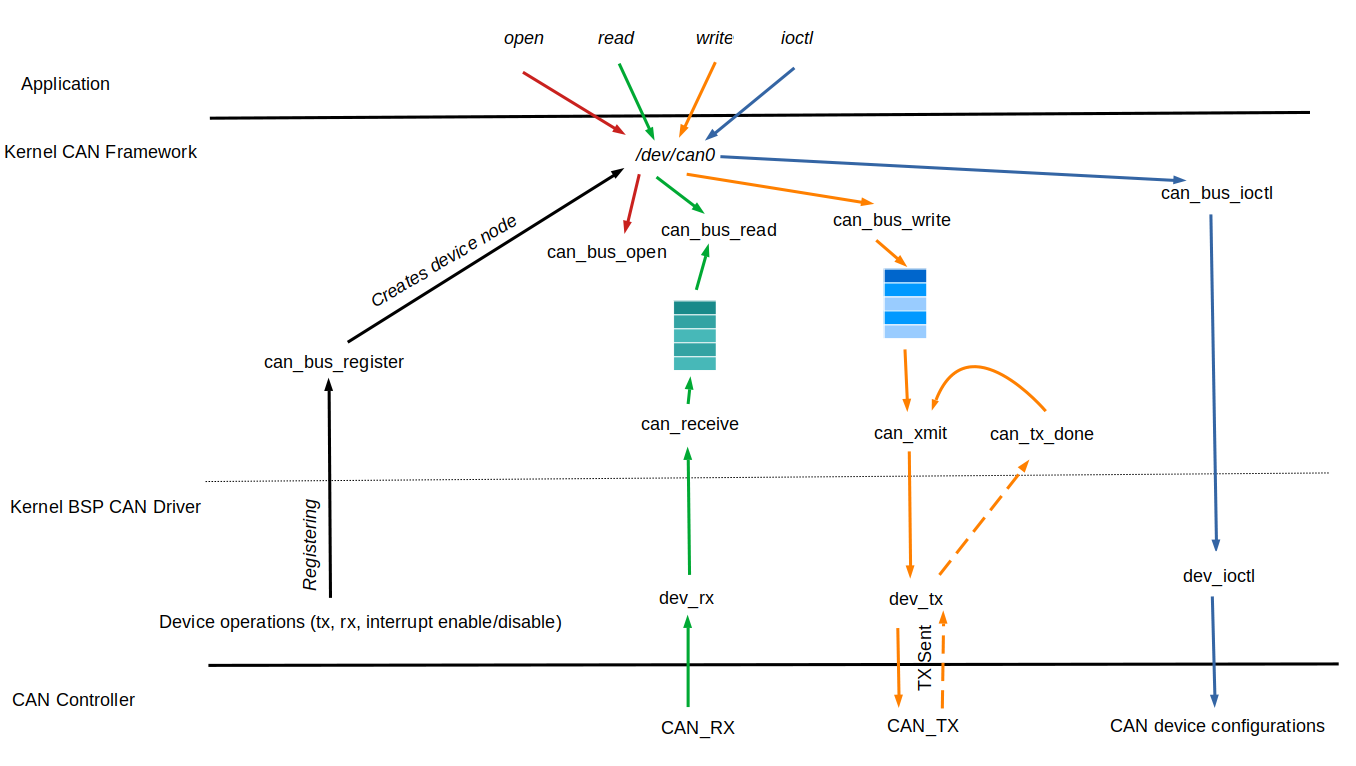 open
read
write
ioctl
Application
Kernel CAN Framework
/dev/can0
can_bus_ioctl
can_bus_write
can_bus_read
can_bus_open
Creates device node
can_bus_register
can_receive
can_xmit
can_tx_done
Kernel BSP CAN Driver
Registering
dev_ioctl
dev_rx
dev_tx
Device operations (tx, rx, interrupt enable/disable)
TX Sent
CAN Controller
CAN_RX
CAN_TX
CAN device configurations